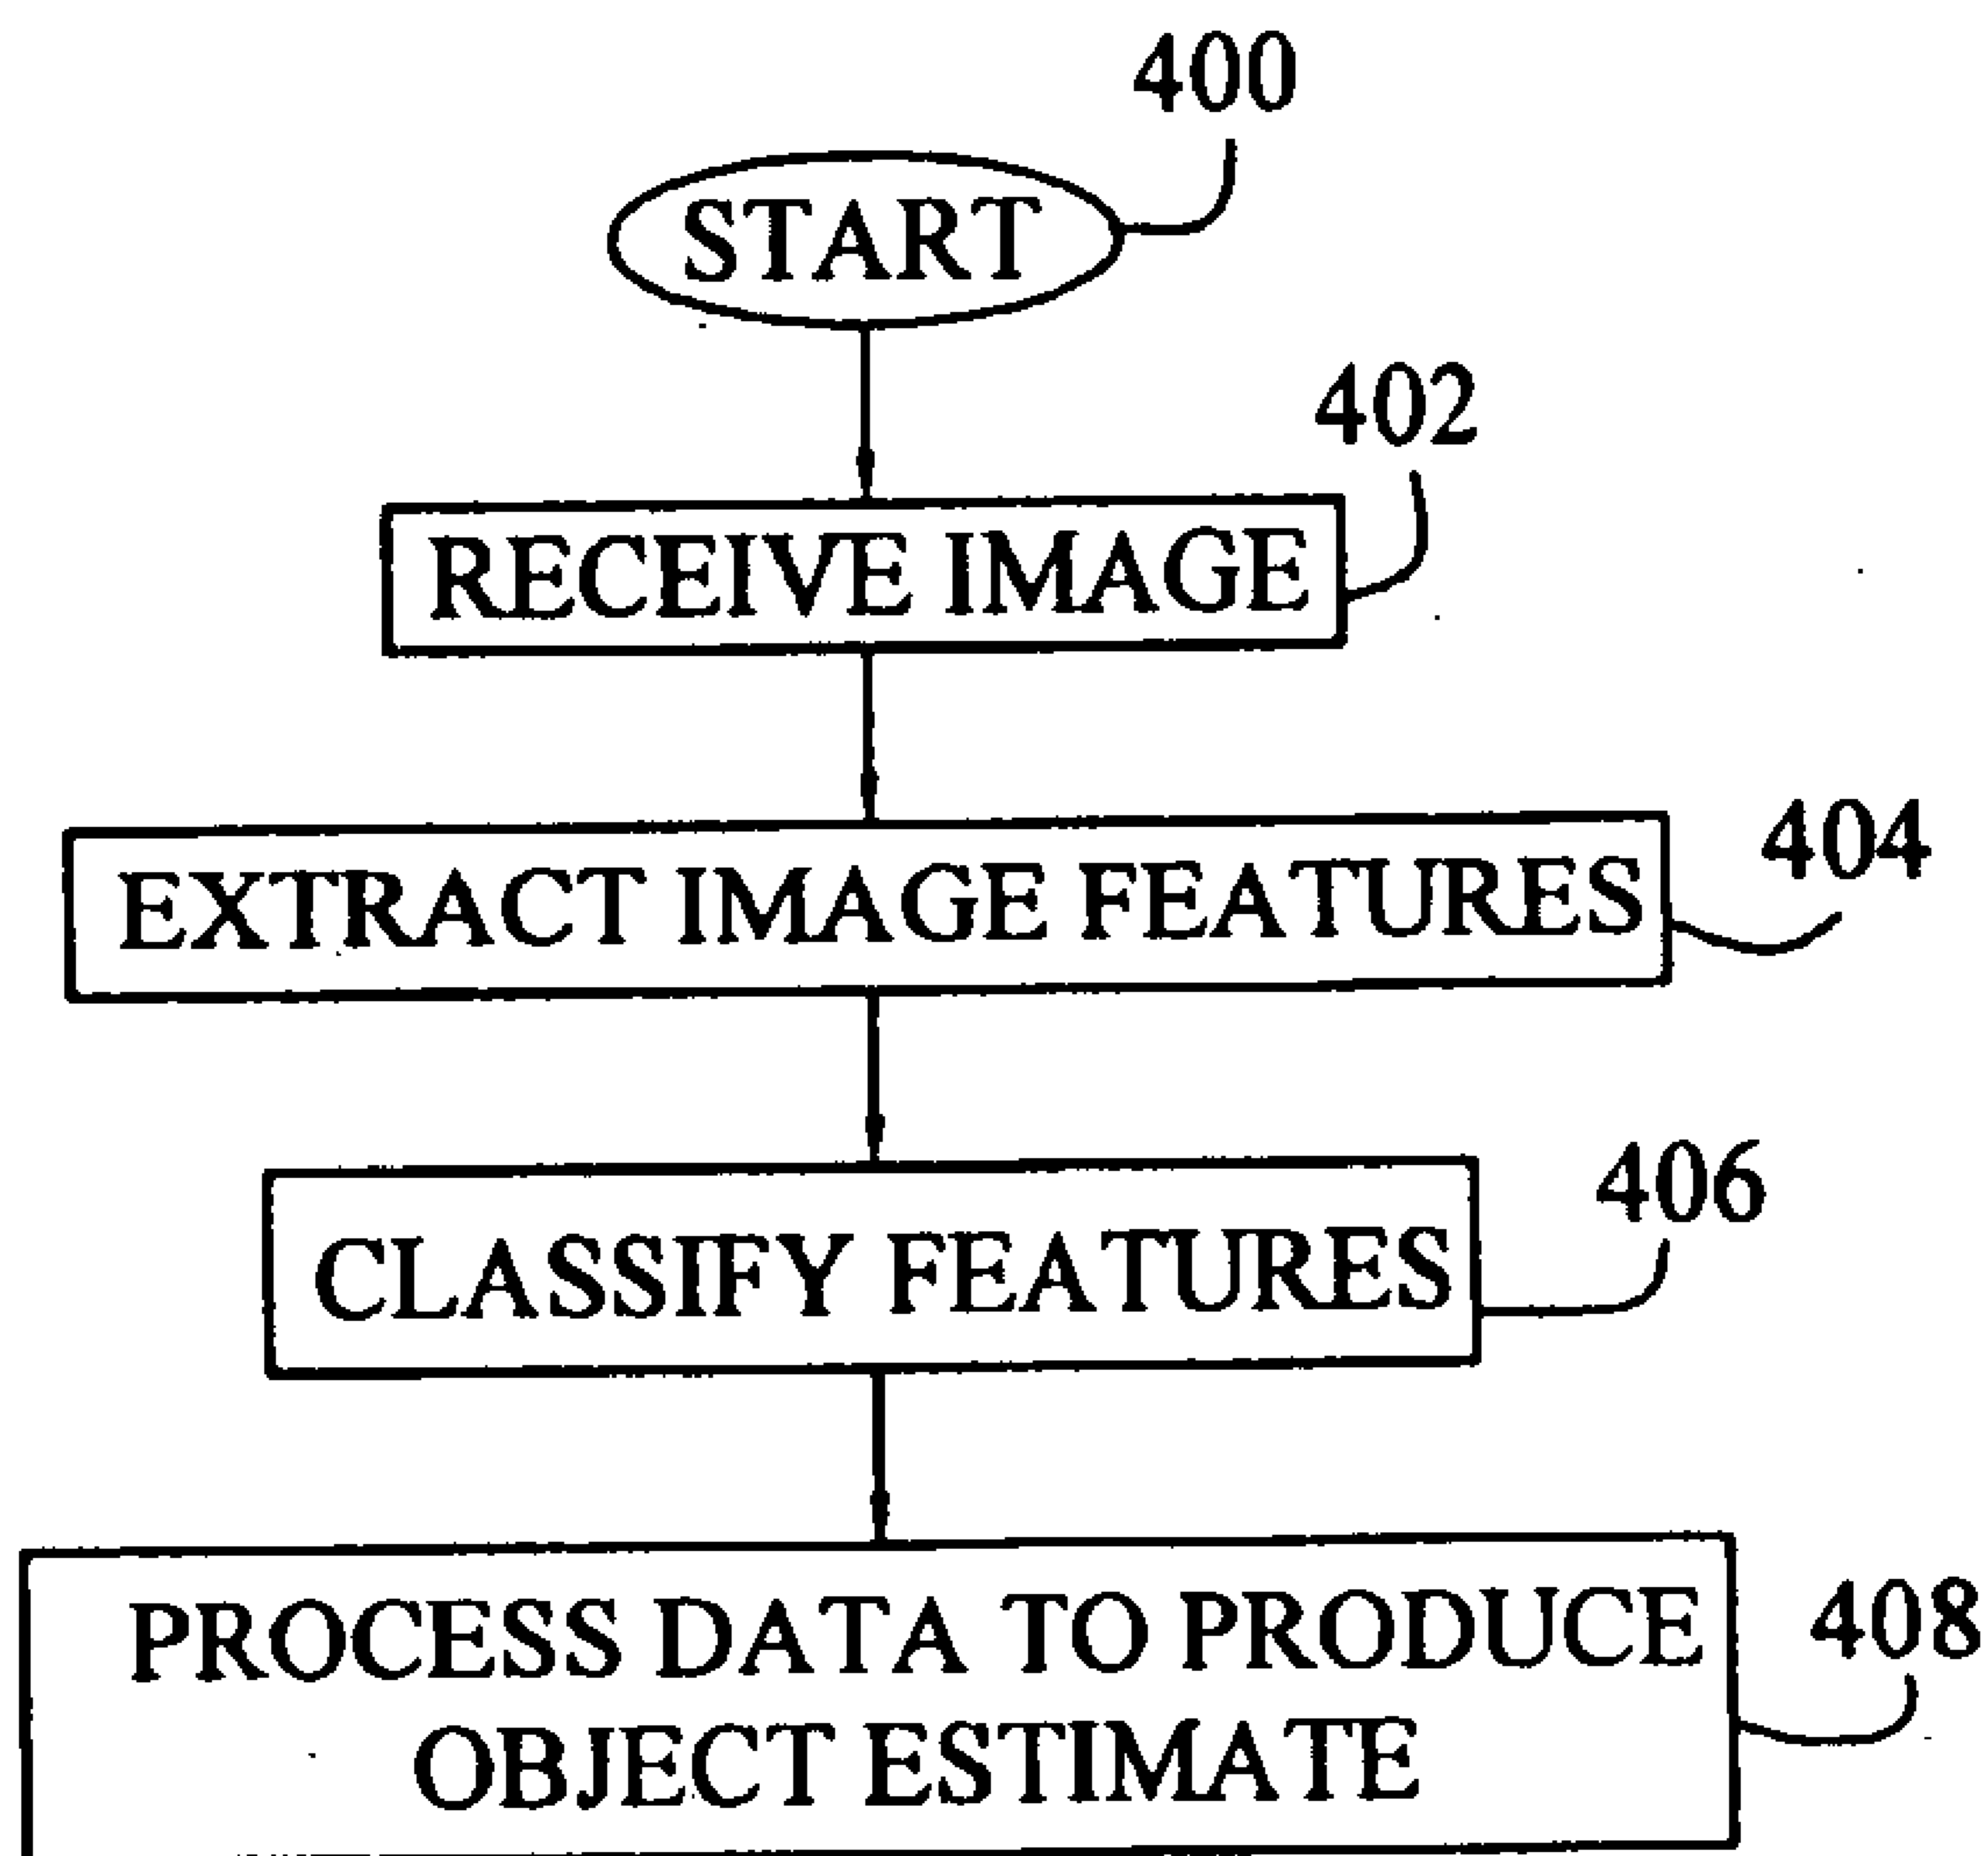 400
START
402
RECEIVE IMAGE
404
EXTRACT IMAGE FEATURES
406
CLASSIFY FEATURES
408
PROCESS DATA TO PRODUCE
OBJECT ESTIMATE